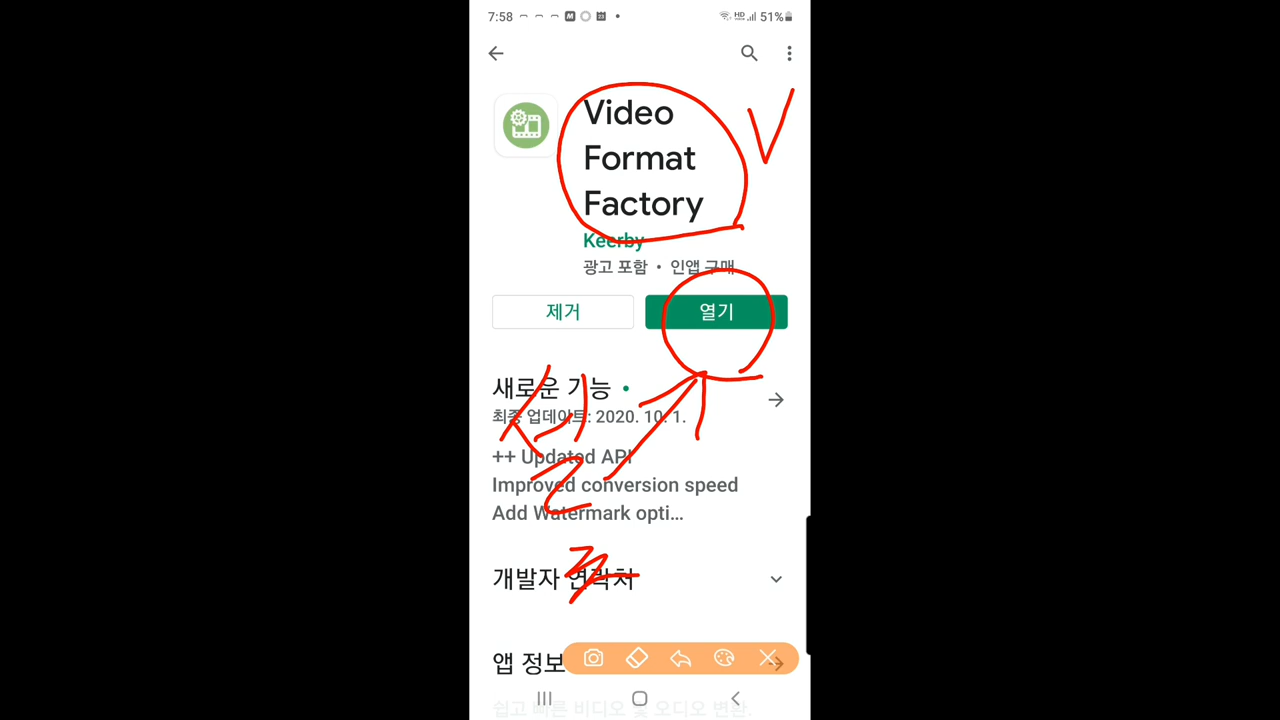 7:58 51%
Video
Format
Factory
Keerby
광고 포함 • 인앱 구매
제거 열기
새로운 기능 •
최종 업데이트: 2020. 10. 1.
++ Updated API
Improved conversion speed
Add Watermark opti...
개발자 연락처
앱 정보
쉽고 빠른 비디오 및 오디오 변환.